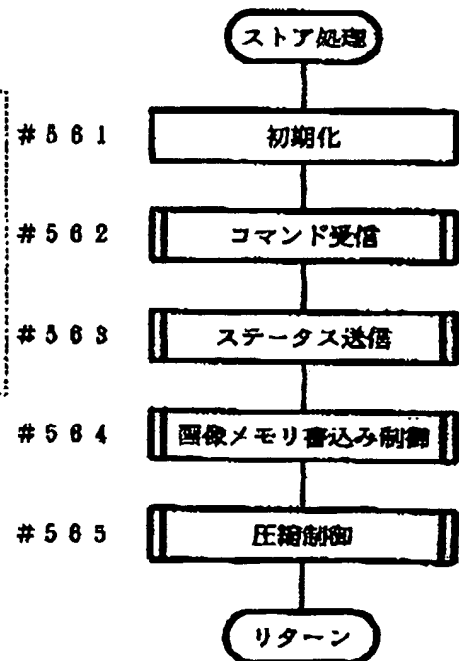 ストア処理
#561 初期化
#562 コマンド受信
#563 ステータス送信
#564 画像メモリ書込み制御
#565 圧縮制御
リターン